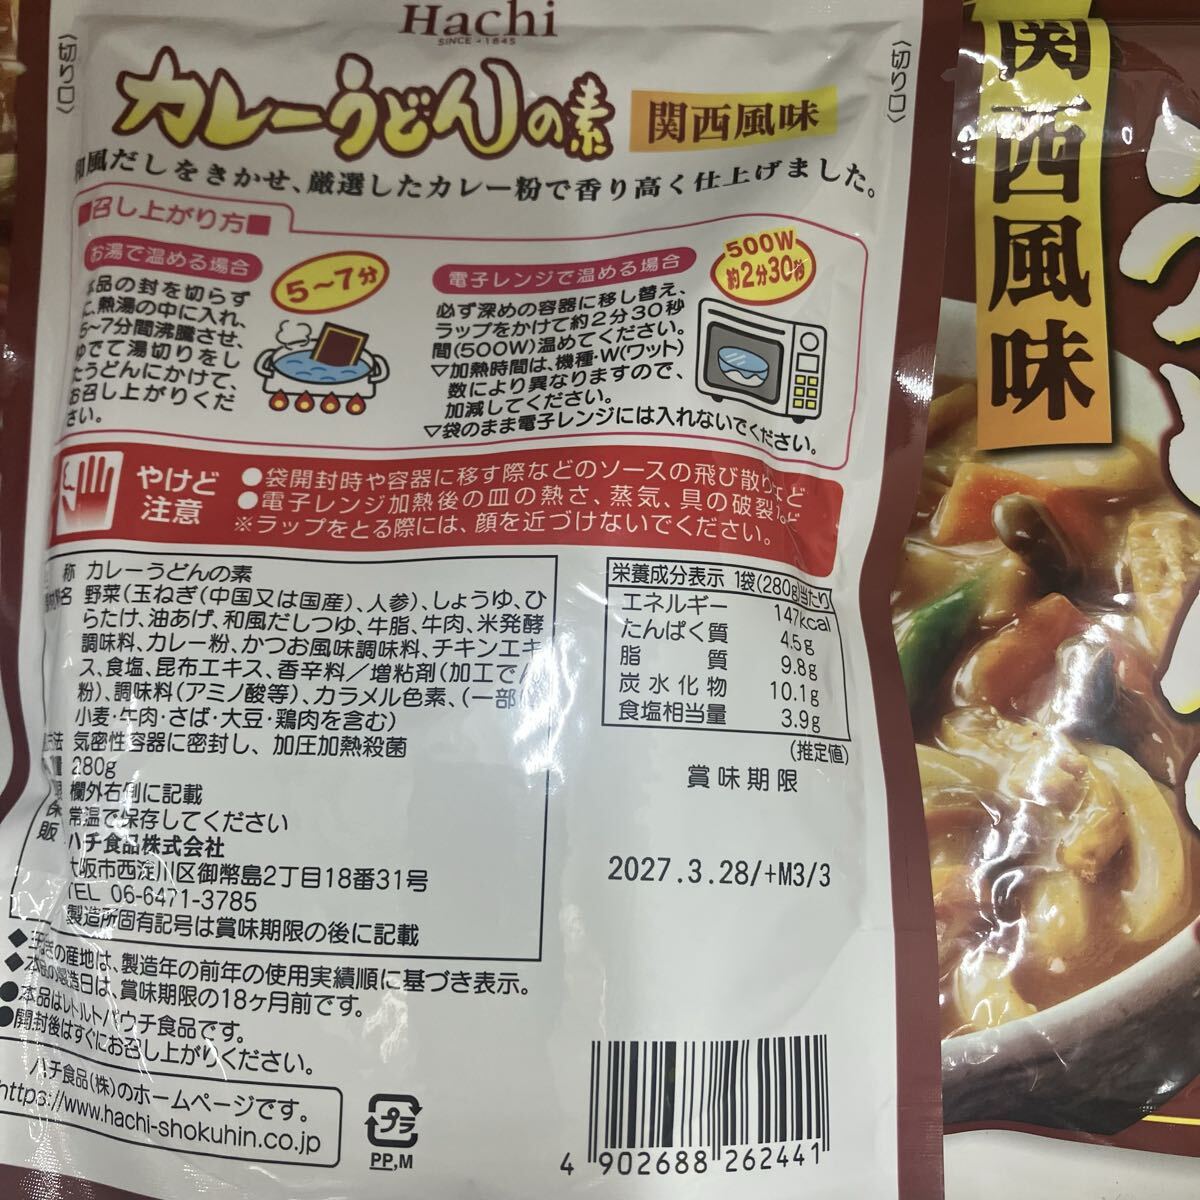 Hachi
SINCE 1845
〈切り口〉
〈切り口〉
カレーうどんの素
関西風味
和風だしをきかせ、厳選したカレー粉で香り高く仕上げました。
■召し上がり方■
お湯で温める場合
5〜7分
本品の封を切らず
に、熱湯の中に入れ、
5〜7分間沸騰させ、
ゆでて湯切りをし
たうどんにかけて、
お召し上がりくだ
さい。
電子レンジで温める場合
500W
約2分30秒
必ず深めの容器に移し替え、
ラップをかけて約2分30秒
間(500W)温めてください。
▽加熱時間は、機種・W(ワット)
数により異なりますので、
加減してください。
▽袋のまま電子レンジには入れないでください。
やけど
注意
●袋開封時や容器に移す際などのソースの飛び散りなど
●電子レンジ加熱後の皿の熱さ、蒸気、具の破裂など
※ラップをとる際には、顔を近づけないでください。
称 カレーうどんの素
名 野菜(玉ねぎ(中国又は国産)、人参)、しょうゆ、ひ
らたけ、油あげ、和風だしつゆ、牛脂、牛肉、米発酵
調味料、カレー粉、かつお風味調味料、チキンエキ
ス、食塩、昆布エキス、香辛料/増粘剤(加工でん
粉)、調味料(アミノ酸等)、カラメル色素、(一部に
小麦・牛肉・さば・大豆・鶏肉を含む)
法 気密性容器に密封し、加圧加熱殺菌
量 280g
限 欄外右側に記載
保 常温で保存してください
販 ハチ食品株式会社
大阪市西淀川区御幣島2丁目18番31号
TEL 06-6471-3785
製造所固有記号は賞味期限の後に記載
栄養成分表示 1袋(280g)当たり
エネルギー 147kcal
たんぱく質 4.5g
脂質 9.8g
炭水化物 10.1g
食塩相当量 3.9g
(推定値)
賞味期限
2027.3.28/+M3/3
◆玉ねぎの産地は、製造年の前年の使用実績順に基づき表示。
◆本品の製造日は、賞味期限の18ヶ月前です。
●本品はレトルトパウチ食品です。
●開封後はすぐにお召し上がりください。
ハチ食品(株)のホームページです。
https://www.hachi-shokuhin.co.jp
プラ
PP,M
4 902688 262441
関西風味